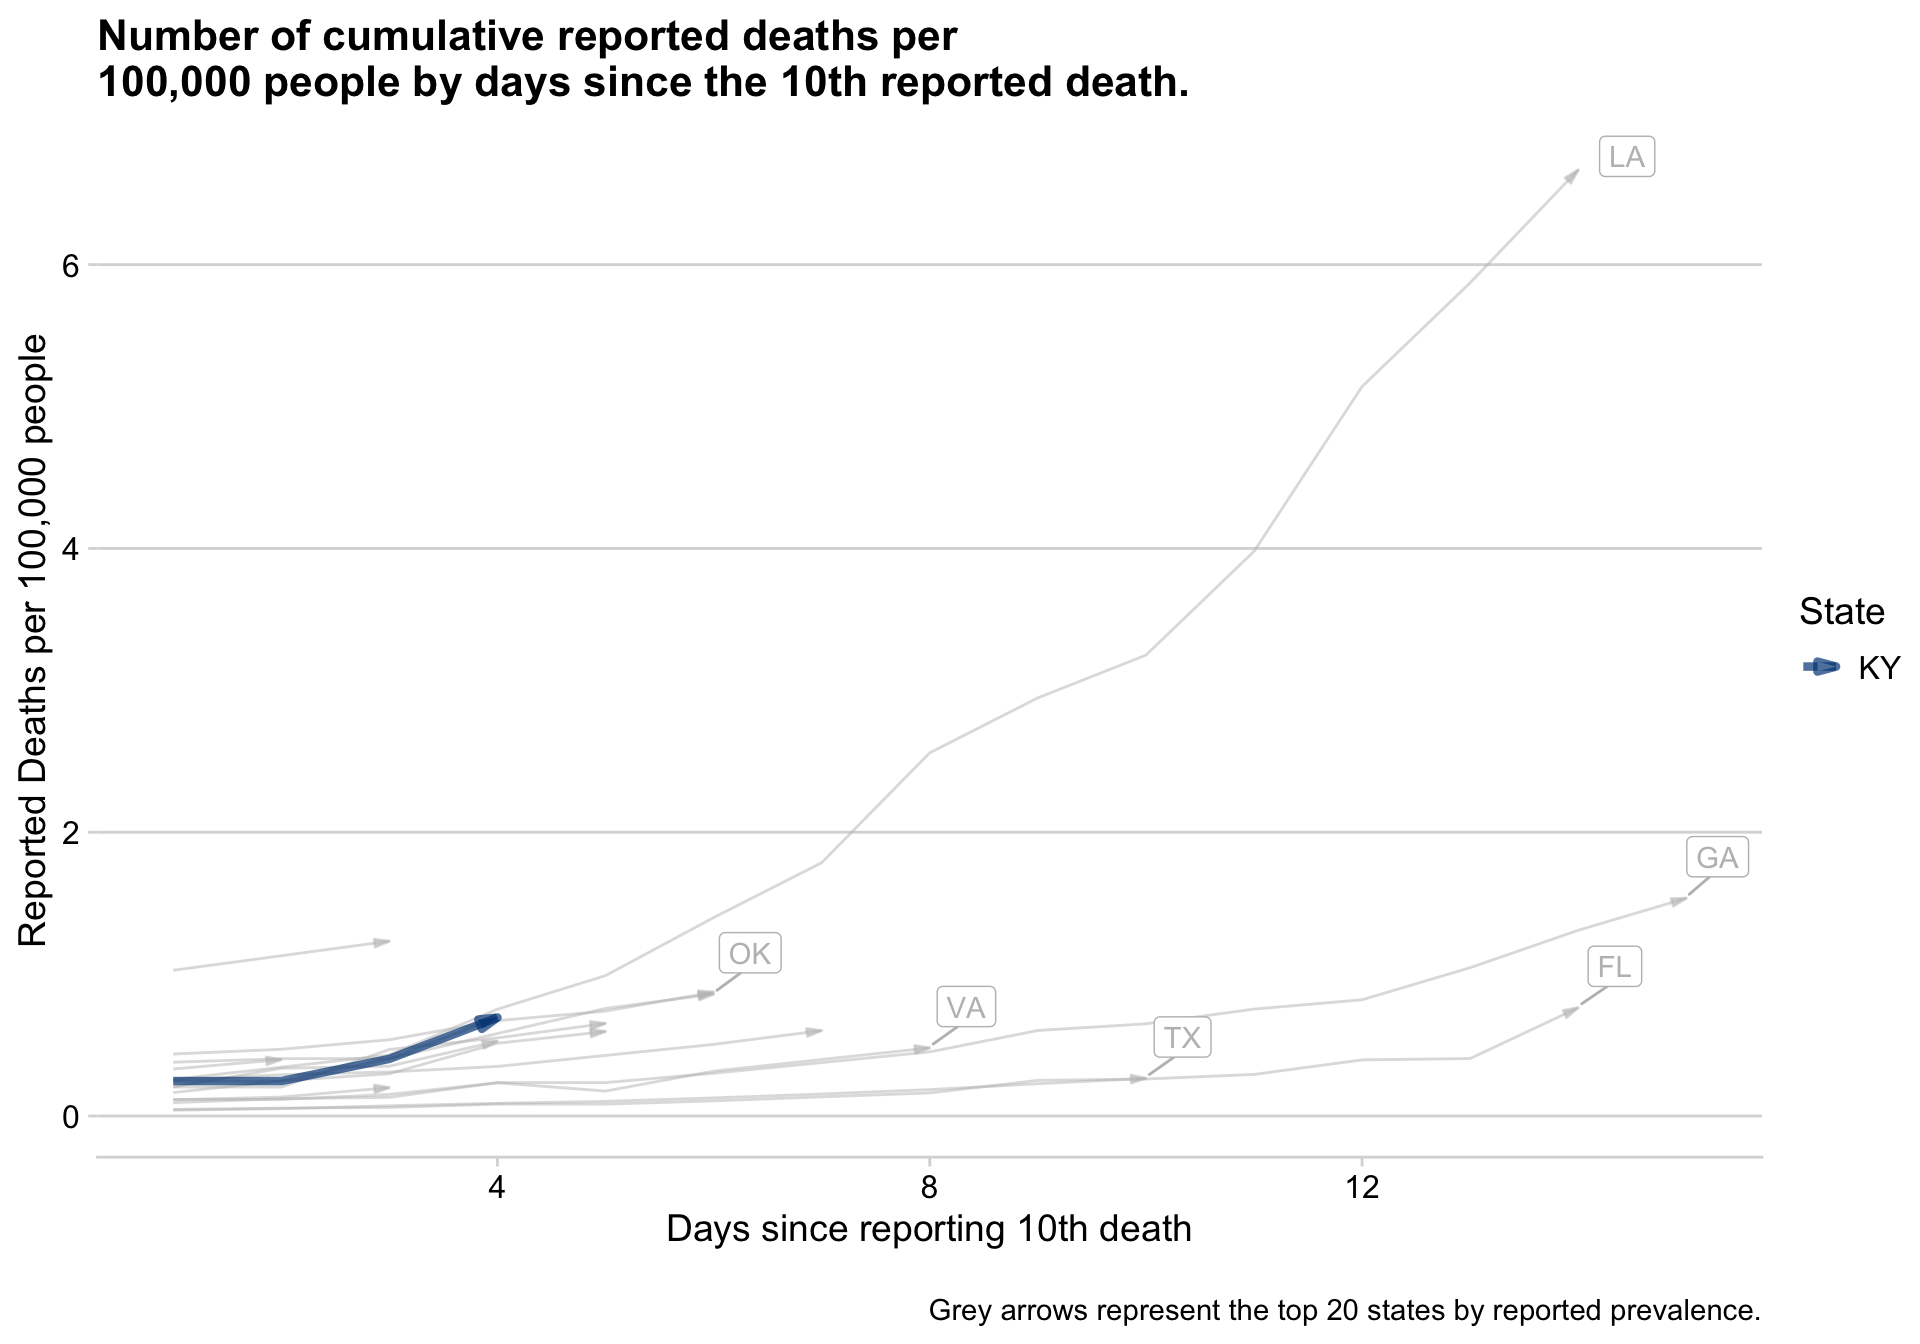 Number of cumulative reported deaths per
100,000 people by days since the 10th reported death.
Reported Deaths per 100,000 people
6
4
2
0
LA
GA
FL
OK
VA
TX
State
KY
4
8
12
Days since reporting 10th death
Grey arrows represent the top 20 states by reported prevalence.